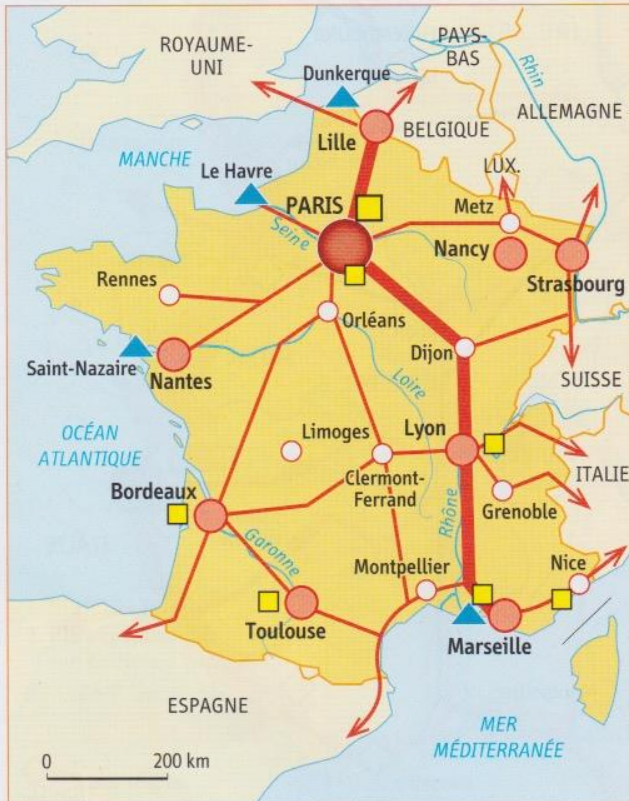 ROYAUME-
UNI
PAYS-
BAS
Rhin
Dunkerque
ALLEMAGNE
Lille
BELGIQUE
MANCHE
Le Havre
LUX.
PARIS
Metz
Seine
Nancy
Strasbourg
Rennes
Orléans
Saint-Nazaire
Nantes
Dijon
Loire
SUISSE
OCÉAN
ATLANTIQUE
Limoges
Lyon
Clermont-
Ferrand
ITALIE
Bordeaux
Rhône
Grenoble
Garonne
Montpellier
Nice
Toulouse
Marseille
ESPAGNE
MER
MÉDITERRANÉE
0 200 km